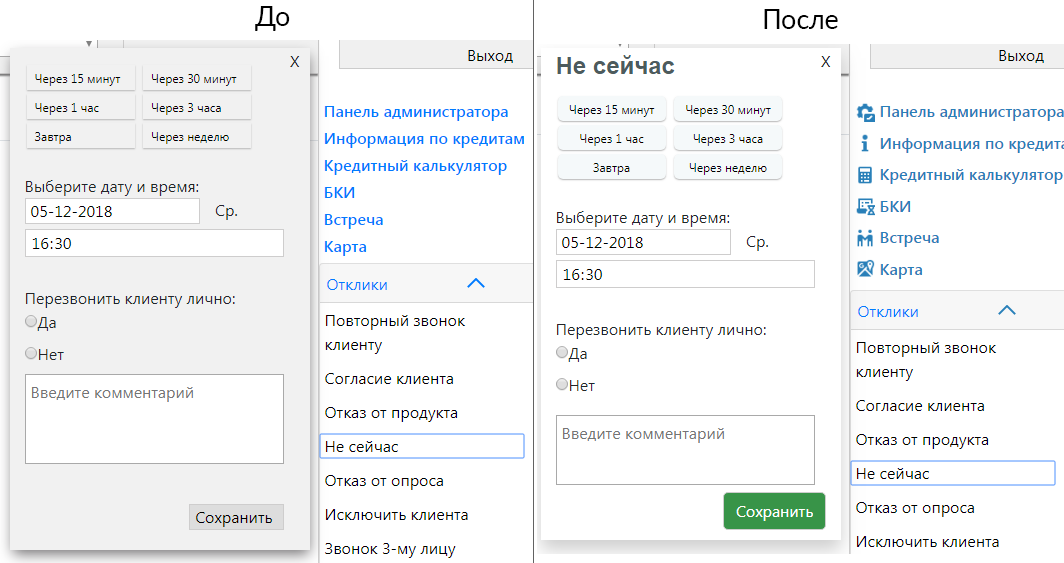 До
X
Через 15 минут
Через 30 минут
Через 1 час
Через 3 часа
Завтра
Через неделю
Выберите дату и время:
05-12-2018
Ср.
16:30
Перезвонить клиенту лично:
Да
Нет
Введите комментарий
Сохранить
Выход
Панель администратора
Информация по кредитам
Кредитный калькулятор
БКИ
Встреча
Карта
Отклики
Повторный звонок
клиенту
Согласие клиента
Отказ от продукта
Не сейчас
Отказ от опроса
Исключить клиента
Звонок 3-му лицу
После
Не сейчас
X
Через 15 минут
Через 30 минут
Через 1 час
Через 3 часа
Завтра
Через неделю
Выберите дату и время:
05-12-2018
Ср.
16:30
Перезвонить клиенту лично:
Да
Нет
Введите комментарий
Сохранить
Выход
Панель администратора
Информация по кредита
Кредитный калькулятор
БКИ
Встреча
Карта
Отклики
Повторный звонок
клиенту
Согласие клиента
Отказ от продукта
Не сейчас
Отказ от опроса
Исключить клиента